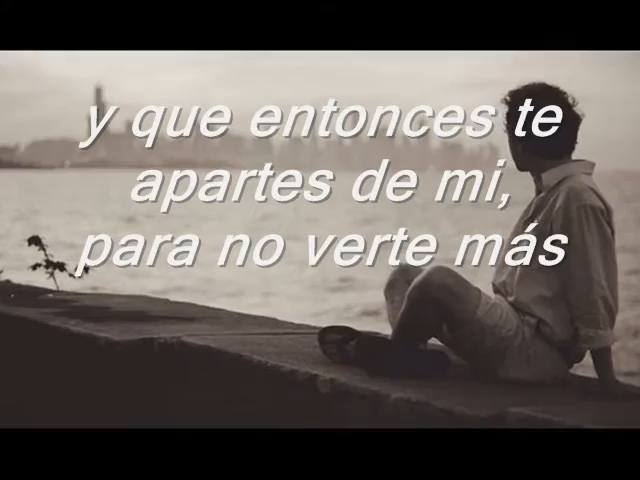 y que entonces te
apartes de mi,
para no verte más